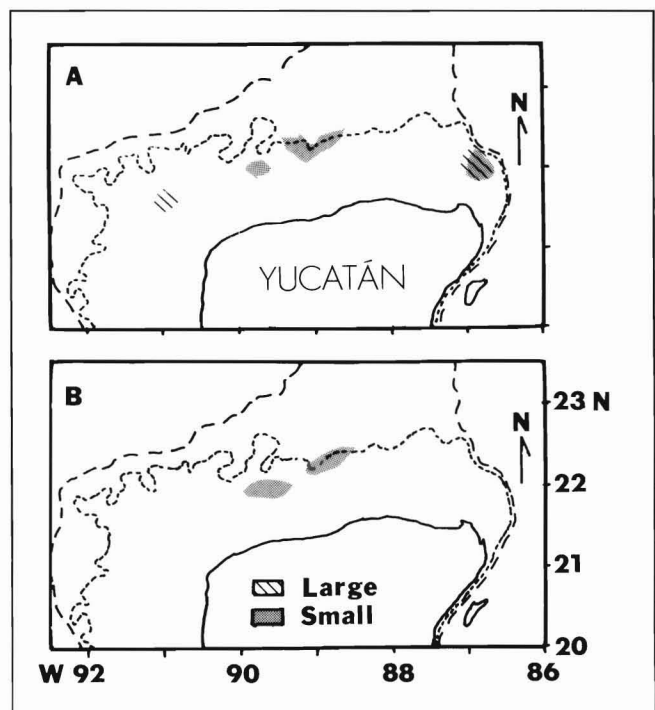 A
N
YUCATÁN
B
23 N
N
22
21
Large
Small
20
W 92 90 88 86